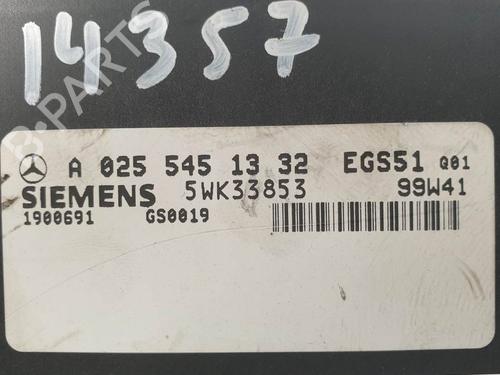 14357
B-PARTS
A 025 545 13 32 EGS51 Q01
SIEMENS 5WK33853 99W41
1900691 GS0019